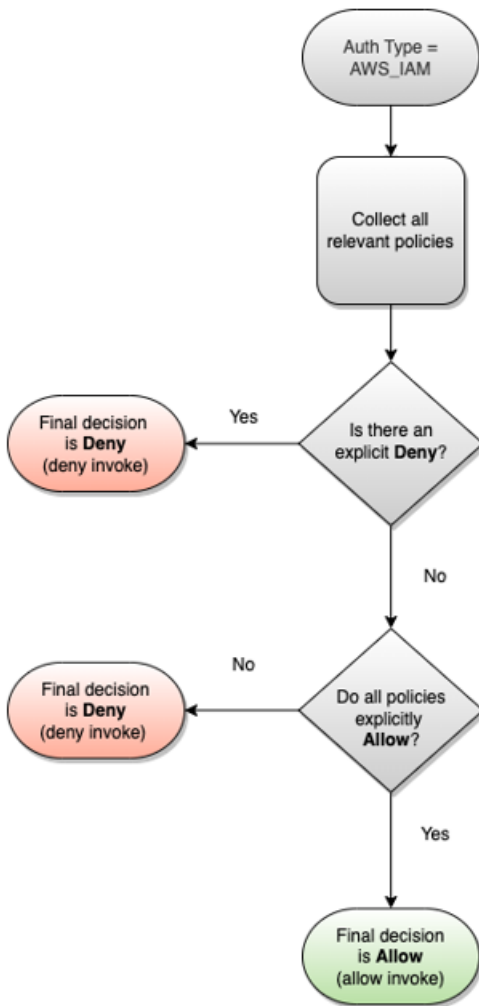 Auth Type =
AWS_IAM
Collect all
relevant policies
Is there an
explicit Deny?
Yes
Final decision
is Deny
(deny invoke)
No
Do all policies
explicitly
Allow?
No
Final decision
is Deny
(deny invoke)
Yes
Final decision
is Allow
(allow invoke)